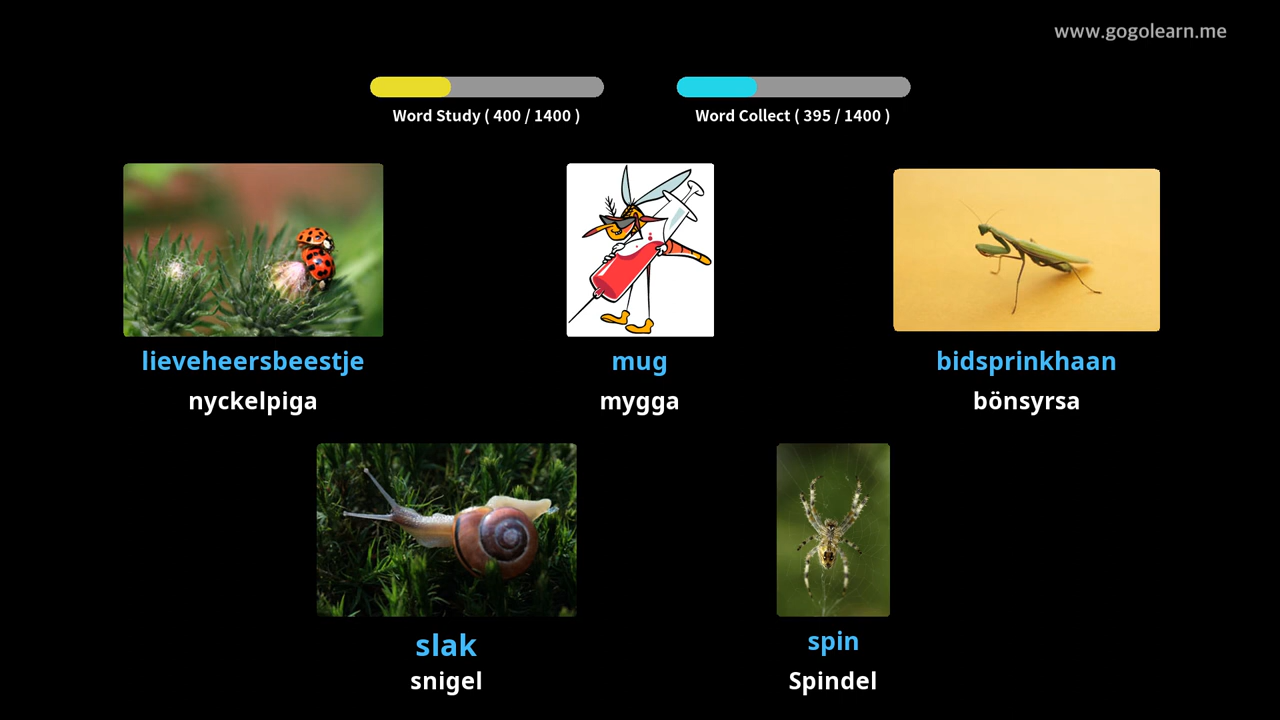 www.gogolearn.me
Word Study ( 400 / 1400 )
Word Collect ( 395 / 1400 )
lieveheersbeestje
nyckelpiga
mug
mygga
bidsprinkhaan
bönsyrsa
slak
snigel
spin
Spindel